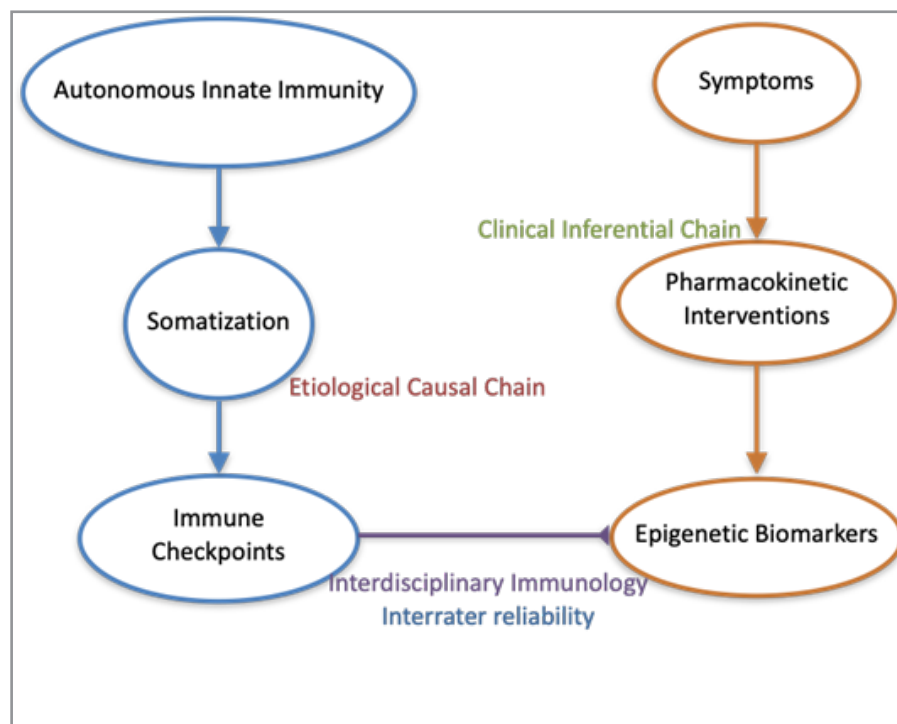 Autonomous Innate Immunity
Symptoms
Clinical Inferential Chain
Pharmacokinetic
Interventions
Somatization
Etiological Causal Chain
Immune
Checkpoints
Epigenetic Biomarkers
Interdisciplinary Immunology
Interrater reliability